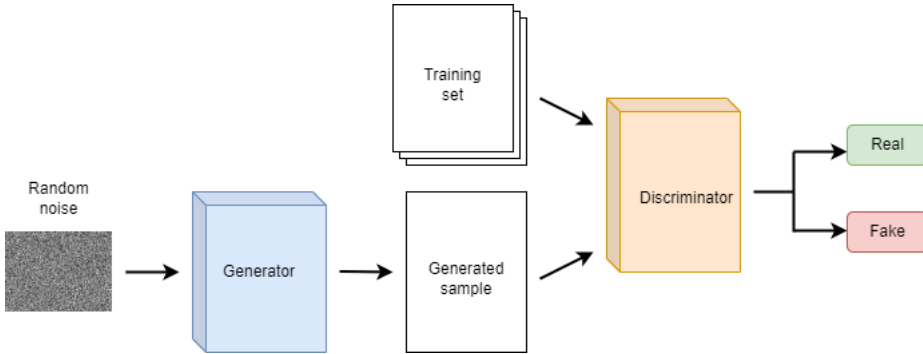 Training
set
Real
Random
noise
Discriminator
Fake
Generator
Generated
sample